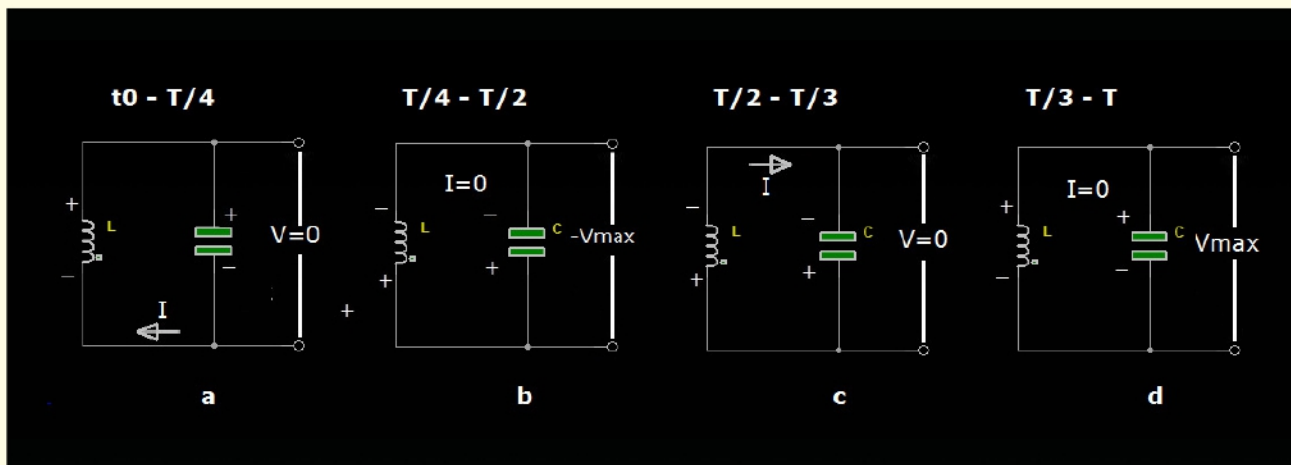 t0 - T/4
T/4 - T/2
T/2 - T/3
T/3 - T
+ L − + − V=0 I
I=0 − L + − C + -Vmax +
I − L + − C + V=0
I=0 + L − + C − Vmax
a
b
c
d